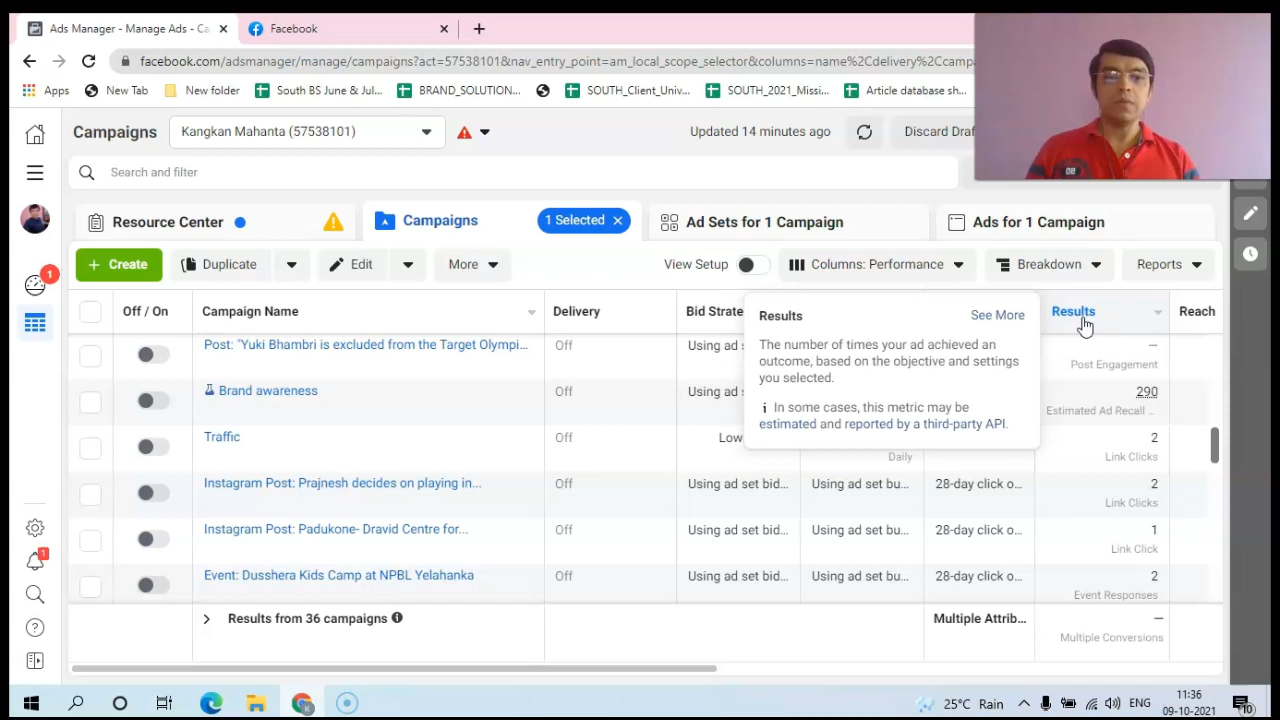 Ads Manager - Manage Ads - Ca
Facebook
facebook.com/adsmanager/manage/campaigns?act=57538101&nav_entry_point=am_local_scope_selector&columns=name%2Cdelivery%2Ccampa
Apps
New Tab
New folder
South BS June & Jul...
BRAND_SOLUTION...
SOUTH_Client_Univ...
SOUTH_2021_Missi...
Article database sh...
Campaigns
Kangkan Mahanta (57538101)
Updated 14 minutes ago
Discard Draf
Search and filter
Resource Center
Campaigns
1 Selected
Ad Sets for 1 Campaign
Ads for 1 Campaign
+ Create
Duplicate
Edit
More
View Setup
Columns: Performance
Breakdown
Reports
Off / On
Campaign Name
Delivery
Bid Strate
Results
Reach
Results
See More
The number of times your ad achieved an
outcome, based on the objective and settings
you selected.
i In some cases, this metric may be
estimated and reported by a third-party API.
Post: "Yuki Bhambri is excluded from the Target Olympi...
Off
Using ad s
—
Post Engagement
Brand awareness
Off
Using ad s
290
Estimated Ad Recall ...
Traffic
Off
Low
Daily
2
Link Clicks
Instagram Post: Prajnesh decides on playing in...
Off
Using ad set bid...
Using ad set bu...
28-day click o...
2
Link Clicks
Instagram Post: Padukone- Dravid Centre for...
Off
Using ad set bid...
Using ad set bu...
28-day click o...
1
Link Click
Event: Dusshera Kids Camp at NPBL Yelahanka
Off
Using ad set bid...
Using ad set bu...
28-day click o...
2
Event Responses
Results from 36 campaigns
Multiple Attrib...
—
Multiple Conversions
1
1
25°C Rain
ENG
11:36
09-10-2021
10